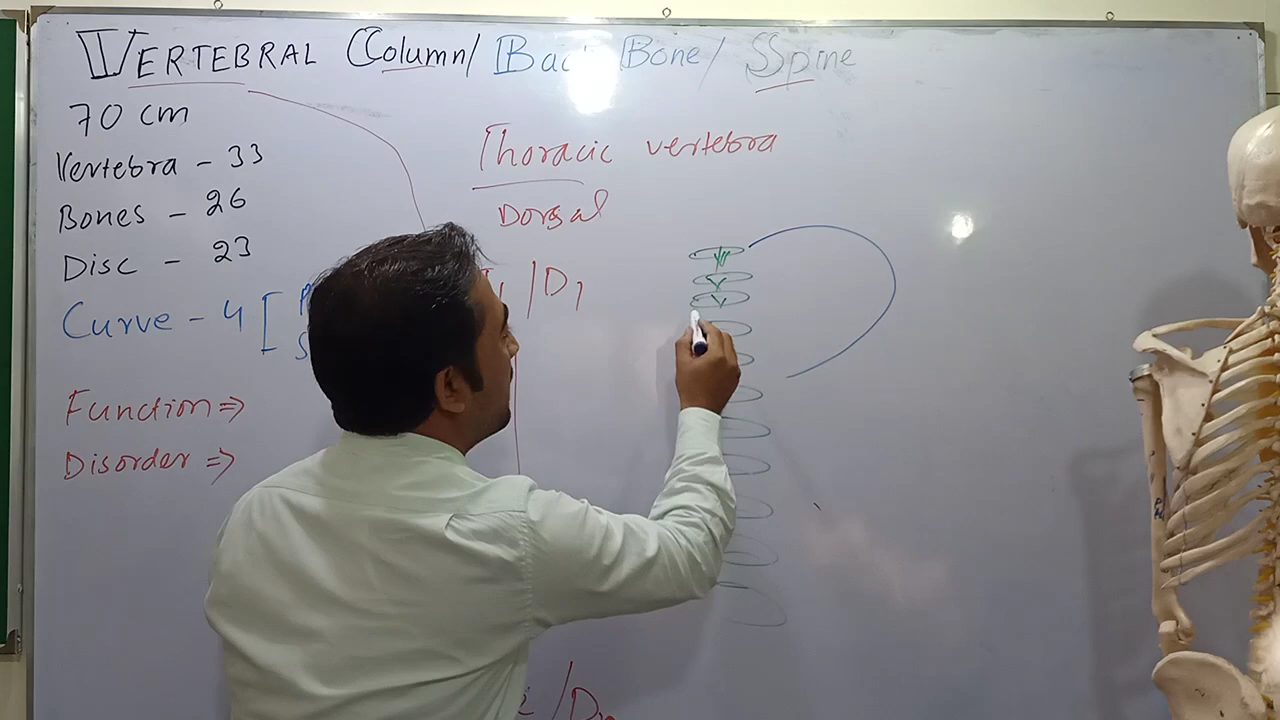 VERTEBRAL Column/ Back Bone/ Spine
70 cm
Vertebra - 33
Bones - 26
Disc - 23
Curve - 4 [
Function ⇒
Disorder ⇒
Thoracic vertebra
Dorsal
/D1